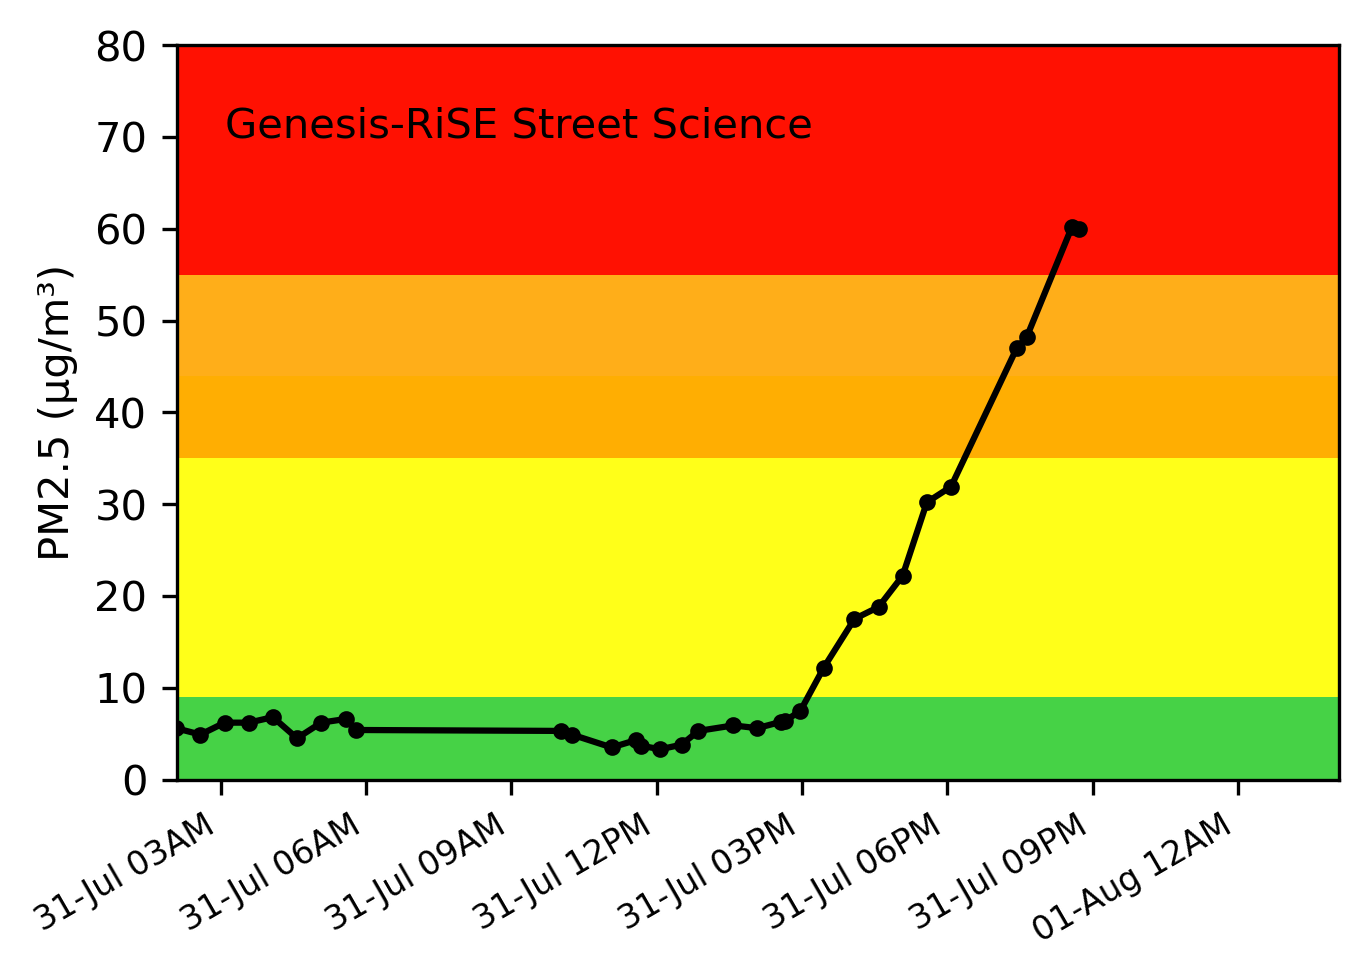 Genesis-RiSE Street Science
PM2.5 (µg/m³)
80
70
60
50
40
30
20
10
0
31-Jul 03AM
31-Jul 06AM
31-Jul 09AM
31-Jul 12PM
31-Jul 03PM
31-Jul 06PM
31-Jul 09PM
01-Aug 12AM